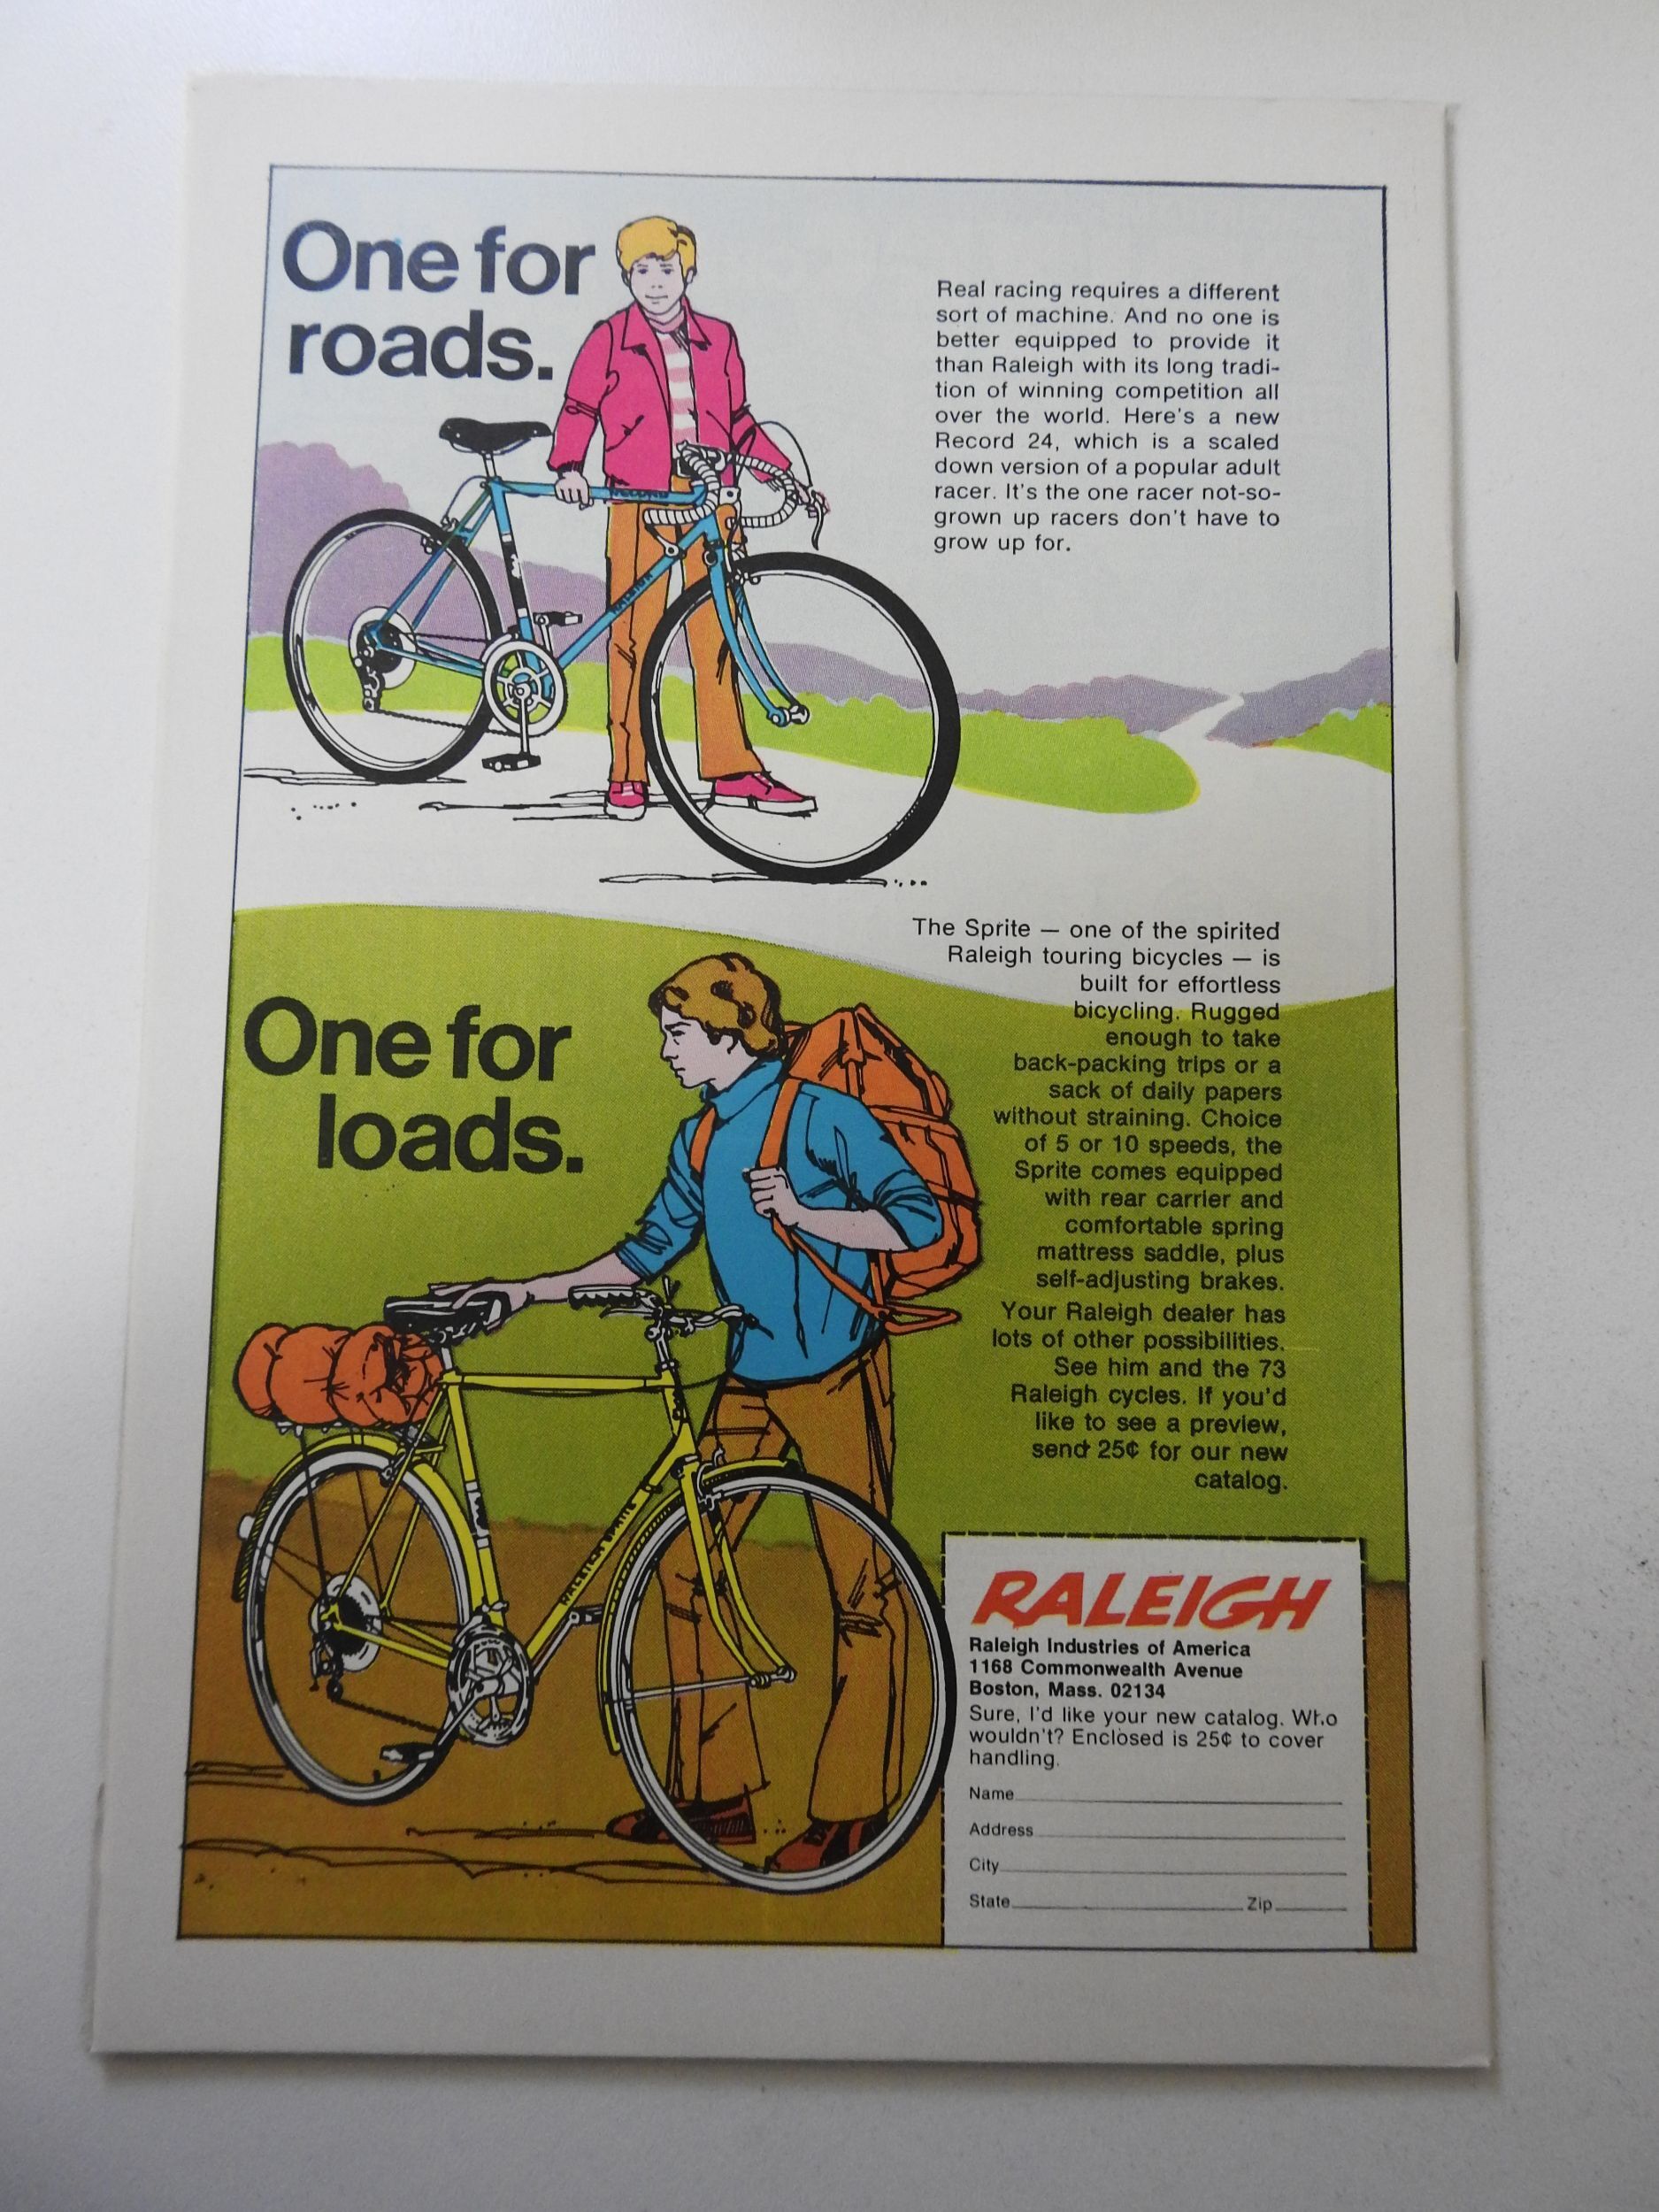 One for
roads.
Real racing requires a different
sort of machine. And no one is
better equipped to provide it
than Raleigh with its long tradi-
tion of winning competition all
over the world. Here's a new
Record 24, which is a scaled
down version of a popular adult
racer. It's the one racer not-so-
grown up racers don't have to
grow up for.
RECORD
RALEIGH
The Sprite — one of the spirited
Raleigh touring bicycles — is
built for effortless
bicycling. Rugged
enough to take
back-packing trips or a
sack of daily papers
without straining. Choice
of 5 or 10 speeds, the
Sprite comes equipped
with rear carrier and
comfortable spring
mattress saddle, plus
self-adjusting brakes.
Your Raleigh dealer has
lots of other possibilities.
See him and the 73
Raleigh cycles. If you'd
like to see a preview,
send 25¢ for our new
catalog.
One for
loads.
RALEIGH SPRITE
RALEIGH
Raleigh Industries of America
1168 Commonwealth Avenue
Boston, Mass. 02134
Sure, I'd like your new catalog. Who
wouldn't? Enclosed is 25¢ to cover
handling.
Name
Address
City
State Zip